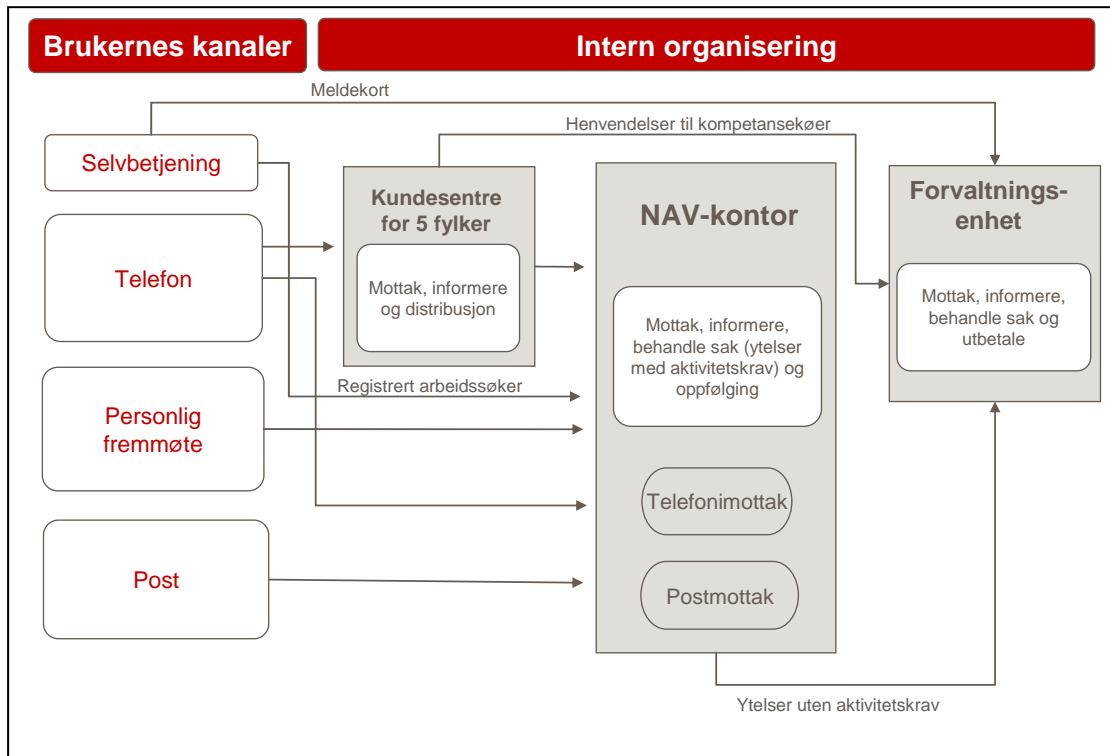 Brukernes kanaler
Intern organisering
Meldekort
Henvendelser til kompetansekøer
Selvbetjening
Telefon
Personlig
fremmøte
Post
Kundesentre
for 5 fylker
Mottak, informere
og distribusjon
Registrert arbeidssøker
NAV-kontor
Mottak, informere,
behandle sak (ytelser
med aktivitetskrav) og
oppfølging
Telefonimottak
Postmottak
Forvaltnings-
enhet
Mottak, informere,
behandle sak og
utbetale
Ytelser uten aktivitetskrav